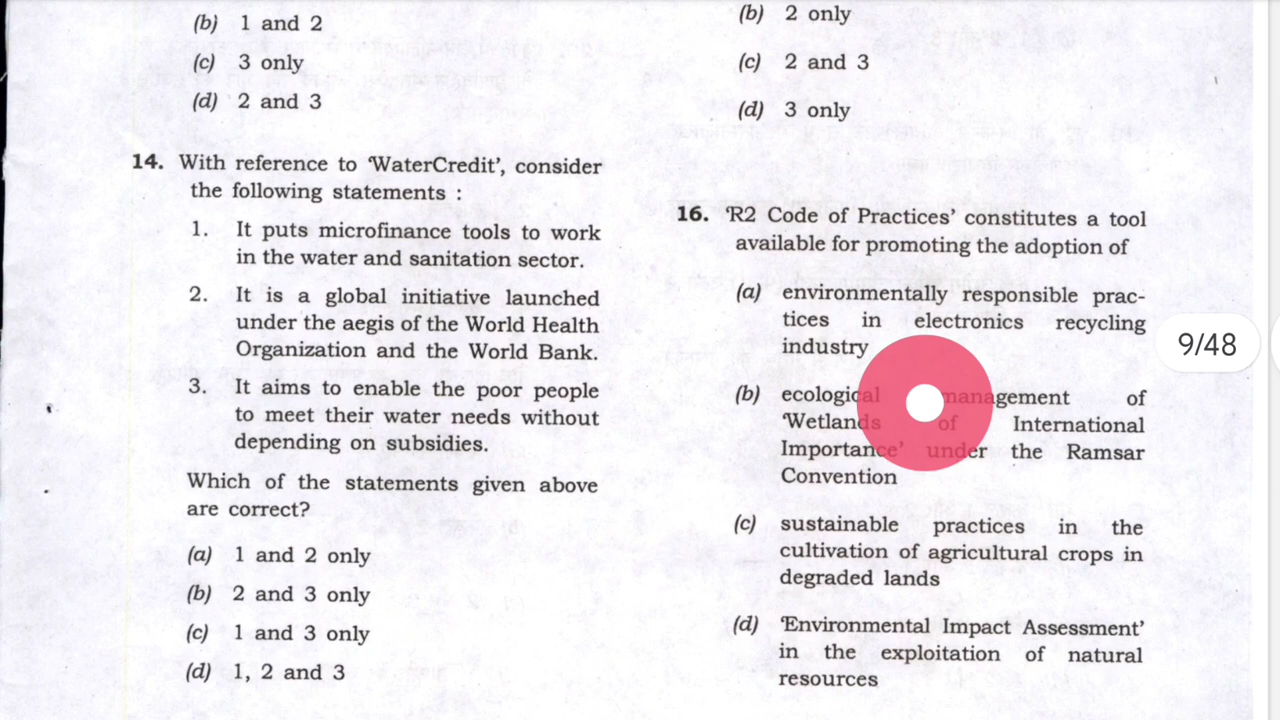 (b) 1 and 2
(c) 3 only
(d) 2 and 3
14. With reference to ‘WaterCredit’, consider
the following statements :
1. It puts microfinance tools to work
in the water and sanitation sector.
2. It is a global initiative launched
under the aegis of the World Health
Organization and the World Bank.
3. It aims to enable the poor people
to meet their water needs without
depending on subsidies.
Which of the statements given above
are correct?
(a) 1 and 2 only
(b) 2 and 3 only
(c) 1 and 3 only
(d) 1, 2 and 3
(b) 2 only
(c) 2 and 3
(d) 3 only
16. ‘R2 Code of Practices’ constitutes a tool
available for promoting the adoption of
(a) environmentally responsible prac-
tices in electronics recycling
industry
(b) ecological management of
‘Wetlands of International
Importance’ under the Ramsar
Convention
(c) sustainable practices in the
cultivation of agricultural crops in
degraded lands
(d) ‘Environmental Impact Assessment’
in the exploitation of natural
resources
9/48